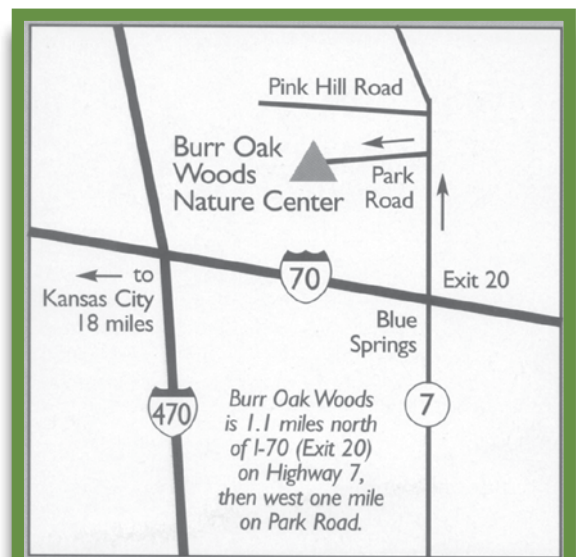 Pink Hill Road
Burr Oak
Woods
Nature Center
Park
Road
70
Exit 20
to
Kansas City
18 miles
Blue
Springs
470
7
Burr Oak Woods
is 1.1 miles north
of I-70 (Exit 20)
on Highway 7,
then west one mile
on Park Road.